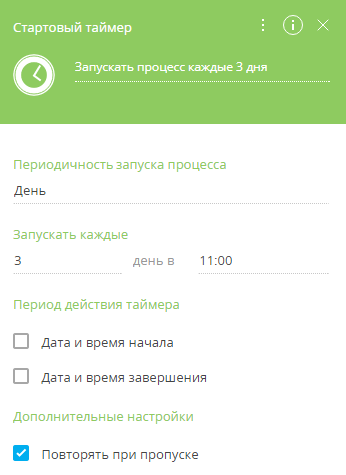 Стартовый таймер
Запускать процесс каждые 3 дня
Периодичность запуска процесса
День
Запускать каждые
3 день в 11:00
Период действия таймера
Дата и время начала
Дата и время завершения
Дополнительные настройки
Повторять при пропуске